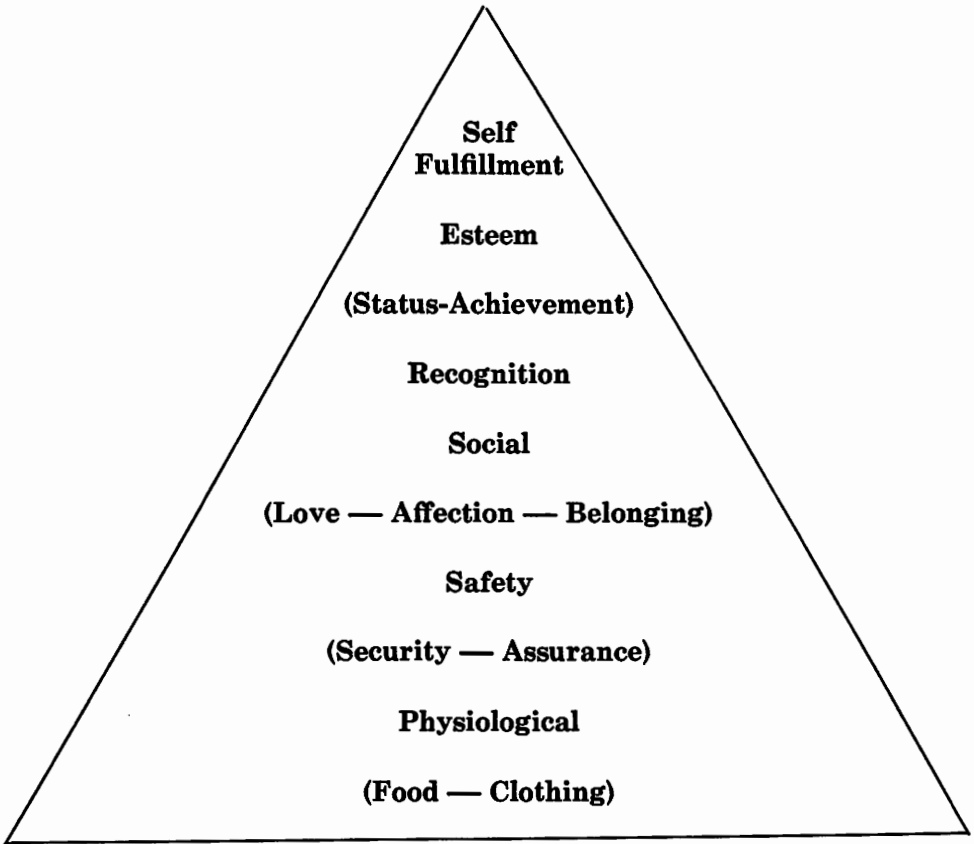 Self
Fulfillment
Esteem
(Status-Achievement)
Recognition
Social
(Love — Affection — Belonging)
Safety
(Security — Assurance)
Physiological
(Food — Clothing)